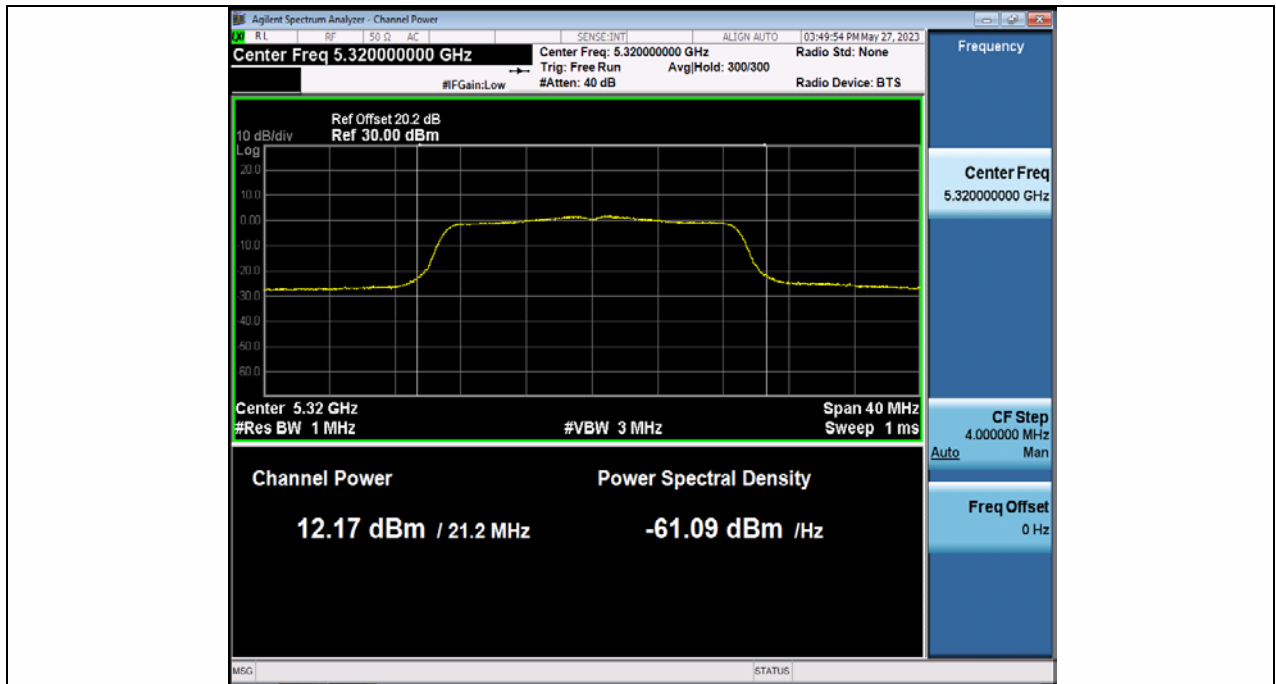 Agilent Spectrum Analyzer - Channel Power
RL RF 50 Ω AC SENSE:INT ALIGN AUTO 03:49:54 PM May 27, 2023
Center Freq 5.320000000 GHz
#IFGain:Low
Center Freq: 5.320000000 GHz
Trig: Free Run Avg|Hold: 300/300
#Atten: 40 dB
Radio Std: None
Radio Device: BTS
Ref Offset 20.2 dB
10 dB/div Ref 30.00 dBm
Log
20.0
10.0
0.00
-10.0
-20.0
-30.0
-40.0
-50.0
-60.0
Center 5.32 GHz Span 40 MHz
#Res BW 1 MHz #VBW 3 MHz Sweep 1 ms
Channel Power Power Spectral Density
12.17 dBm / 21.2 MHz -61.09 dBm /Hz
MSG STATUS
Frequency
Center Freq
5.320000000 GHz
CF Step
4.000000 MHz
Auto Man
Freq Offset
0 Hz